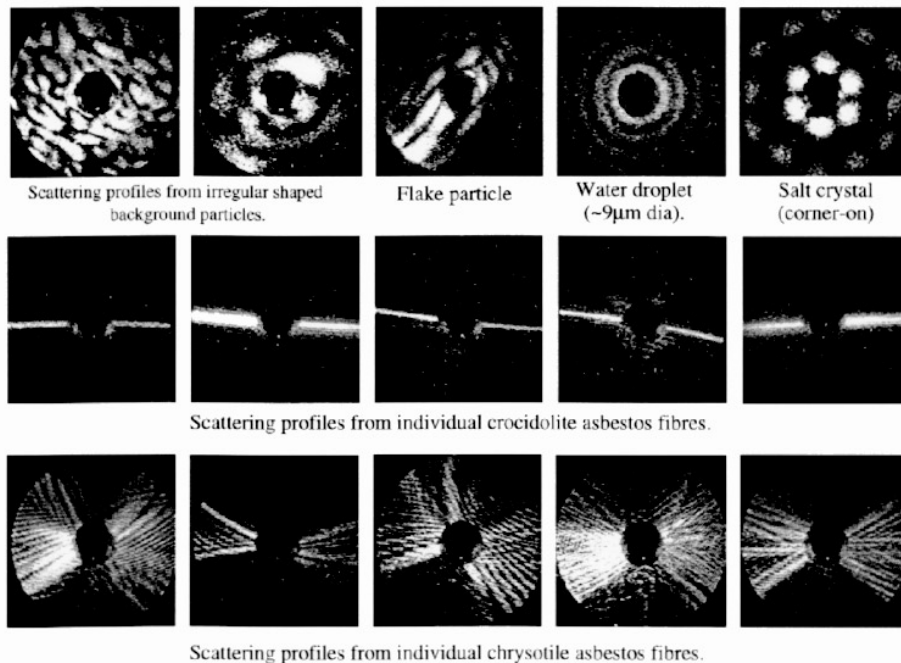 Scattering profiles from irregular shaped
background particles.
Flake particle
Water droplet
(~9µm dia).
Salt crystal
(corner-on)
Scattering profiles from individual crocidolite asbestos fibres.
Scattering profiles from individual chrysotile asbestos fibres.